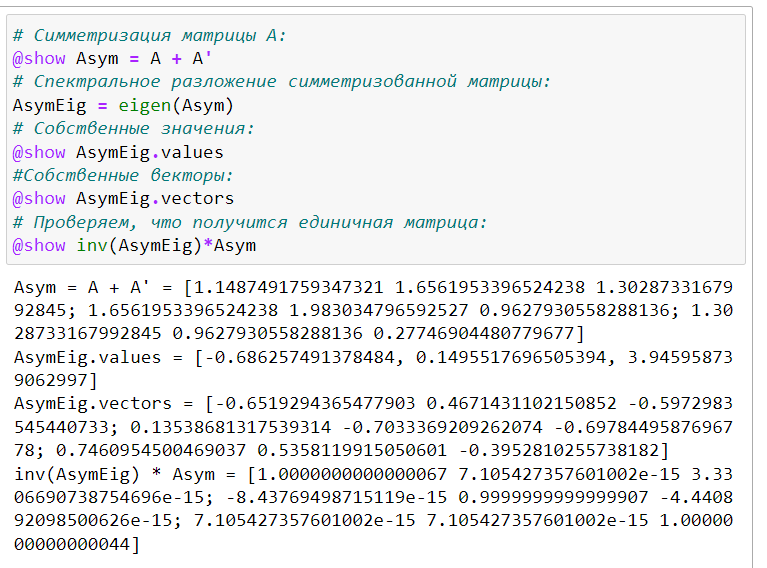 # Симметризация матрицы A:
@show Asym = A + A'
# Спектральное разложение симметризованной матрицы:
AsymEig = eigen(Asym)
# Собственные значения:
@show AsymEig.values
#Собственные векторы:
@show AsymEig.vectors
# Проверяем, что получится единичная матрица:
@show inv(AsymEig)*Asym
Asym = A + A' = [1.1487491759347321 1.6561953396524238 1.30287331679
92845; 1.6561953396524238 1.983034796592527 0.9627930558288136; 1.30
28733167992845 0.9627930558288136 0.27746904480779677]
AsymEig.values = [-0.686257491378484, 0.1495517696505394, 3.94595873
9062997]
AsymEig.vectors = [-0.6519294365477903 0.4671431102150852 -0.5972983
545440733; 0.13538681317539314 -0.7033369209262074 -0.69784495876967
78; 0.7460954500469037 0.5358119915050601 -0.3952810255738182]
inv(AsymEig) * Asym = [1.0000000000000067 7.105427357601002e-15 3.33
06690738754696e-15; -8.43769498715119e-15 0.9999999999999907 -4.4408
92098500626e-15; 7.105427357601002e-15 7.105427357601002e-15 1.00000
00000000044]